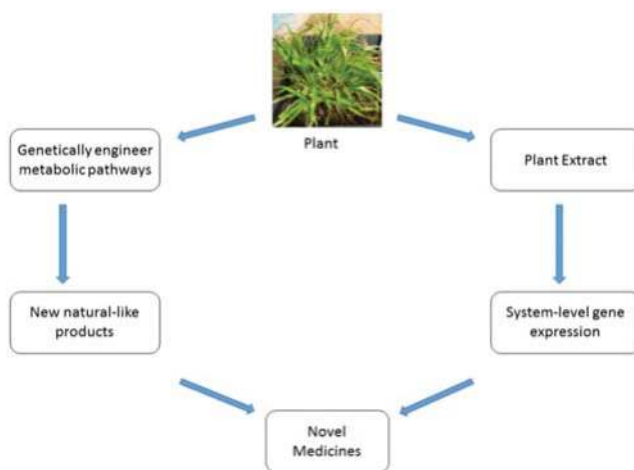 Plant
Genetically engineer
metabolic pathways
Plant Extract
New natural-like
products
System-level gene
expression
Novel
Medicines